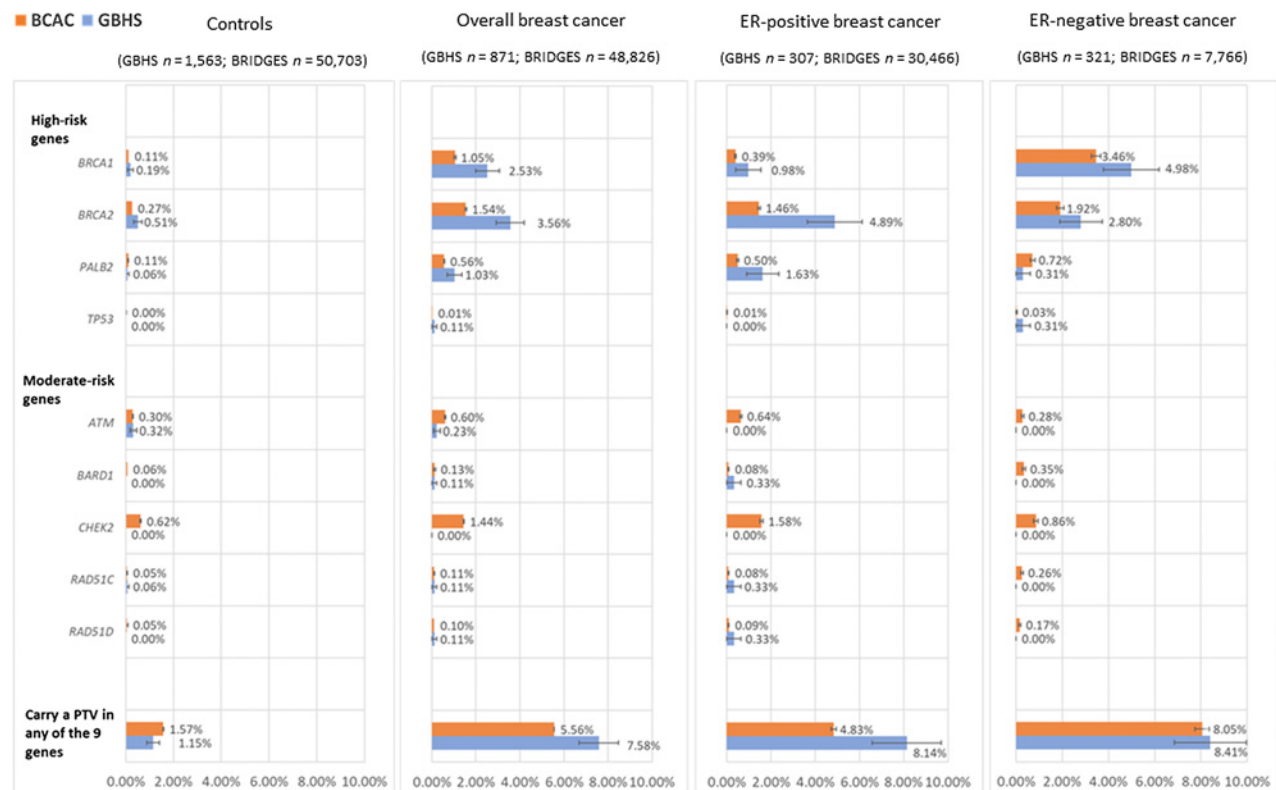 BCAC GBHS
Controls
(GBHS n = 1,563; BRIDGES n = 50,703)
Overall breast cancer
(GBHS n = 871; BRIDGES n = 48,826)
ER-positive breast cancer
(GBHS n = 307; BRIDGES n = 30,466)
ER-negative breast cancer
(GBHS n = 321; BRIDGES n = 7,766)
High-risk
genes
BRCA1
0.11% 1.05% 0.39% 3.46%
0.19% 2.53% 0.98% 4.98%
BRCA2
0.27% 1.54% 1.46% 1.92%
0.51% 3.56% 4.89% 2.80%
PALB2
0.11% 0.56% 0.50% 0.72%
0.06% 1.03% 1.63% 0.31%
TP53
0.00% 0.01% 0.01% 0.03%
0.00% 0.11% 0.00% 0.31%
Moderate-risk
genes
ATM
0.30% 0.60% 0.64% 0.28%
0.32% 0.23% 0.00% 0.00%
BARD1
0.06% 0.13% 0.08% 0.35%
0.00% 0.11% 0.33% 0.00%
CHEK2
0.62% 1.44% 1.58% 0.86%
0.00% 0.00% 0.00% 0.00%
RAD51C
0.05% 0.11% 0.08% 0.26%
0.06% 0.11% 0.33% 0.00%
RAD51D
0.05% 0.10% 0.09% 0.17%
0.00% 0.11% 0.33% 0.00%
Carry a PTV in
any of the 9
genes
1.57% 5.56% 4.83% 8.05%
1.15% 7.58% 8.14% 8.41%
0.00% 2.00% 4.00% 6.00% 8.00% 10.00%
0.00% 2.00% 4.00% 6.00% 8.00% 10.00%
0.00% 2.00% 4.00% 6.00% 8.00% 10.00%
0.00% 2.00% 4.00% 6.00% 8.00% 10.00%